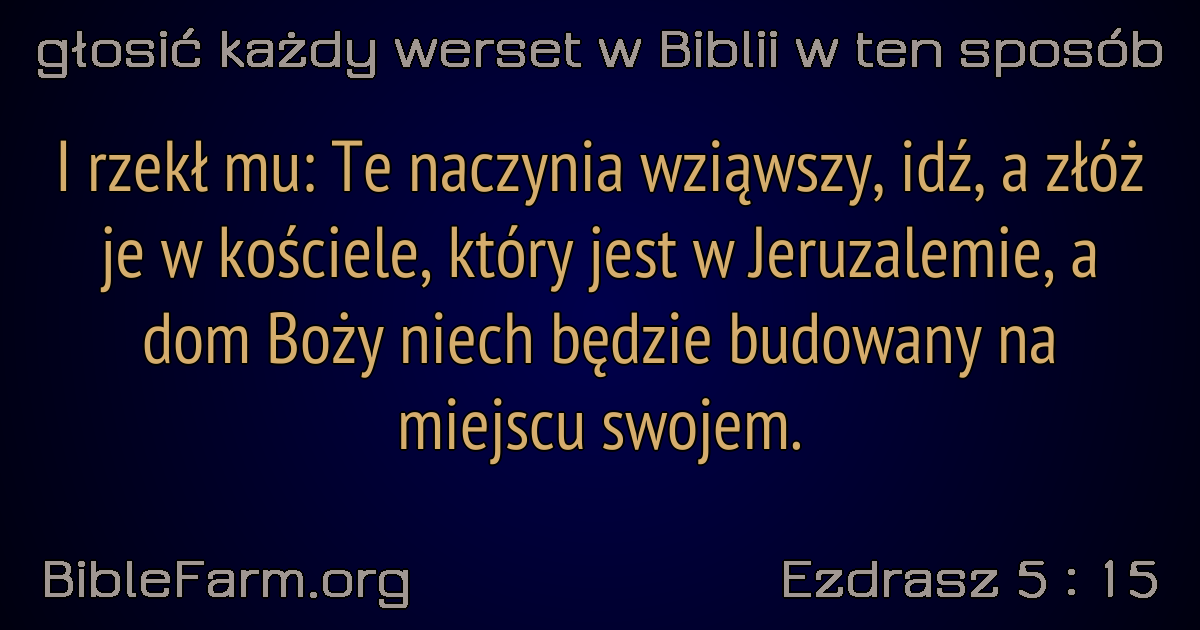 głosić każdy werset w Biblii w ten sposób
I rzekł mu: Te naczynia wziąwszy, idź, a złóż
je w kościele, który jest w Jeruzalemie, a
dom Boży niech będzie budowany na
miejscu swojem.
BibleFarm.org
Ezdrasz 5 : 15